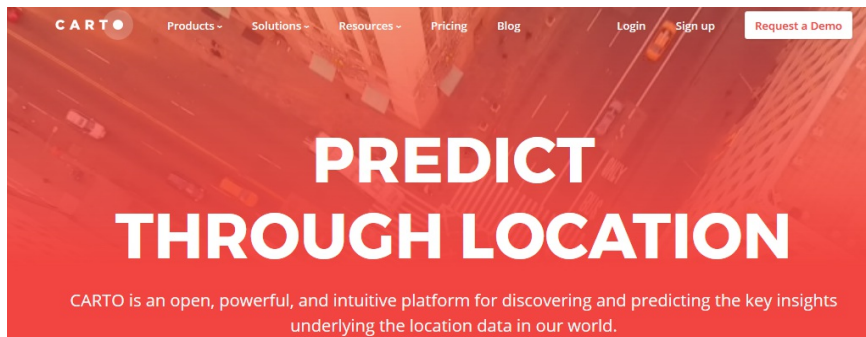 CARTO Products Solutions Resources Pricing Blog Login Sign up Request a Demo
PREDICT
THROUGH LOCATION
CARTO is an open, powerful, and intuitive platform for discovering and predicting the key insights
underlying the location data in our world.